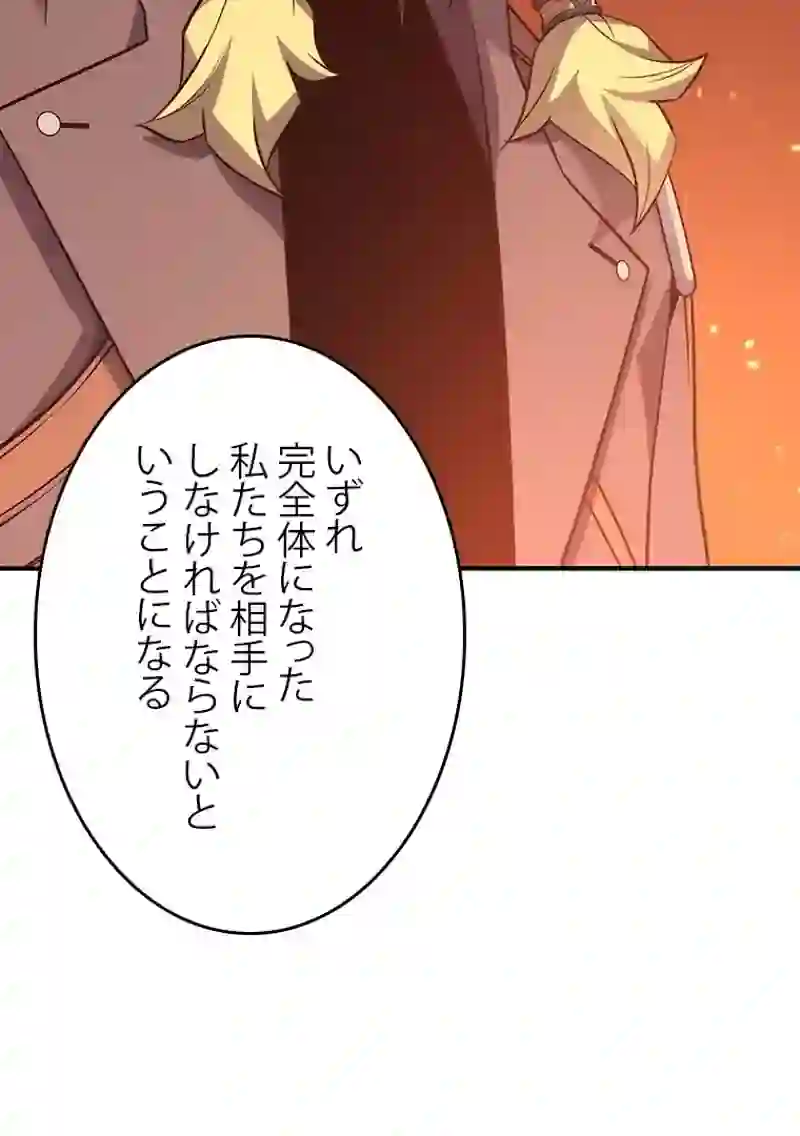 いずれ
完全体になった
私たちを相手に
しなければならないと
いうことになる